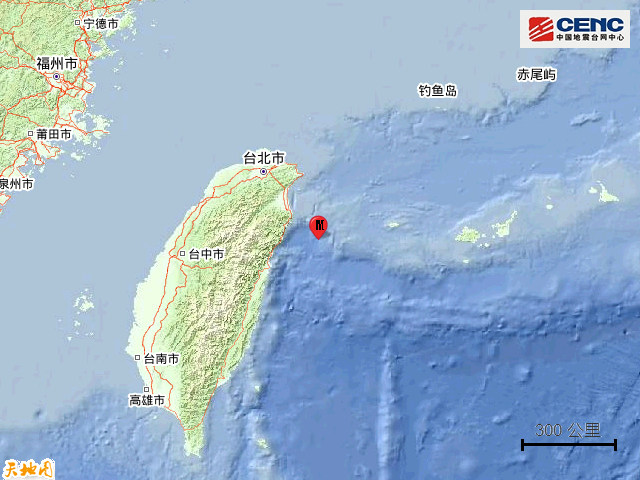 宁德市
CENC
中国地震台网中心
福州市
赤尾屿
钓鱼岛
莆田市
台北市
泉州市
M
台中市
台南市
高雄市
300 公里
天地图